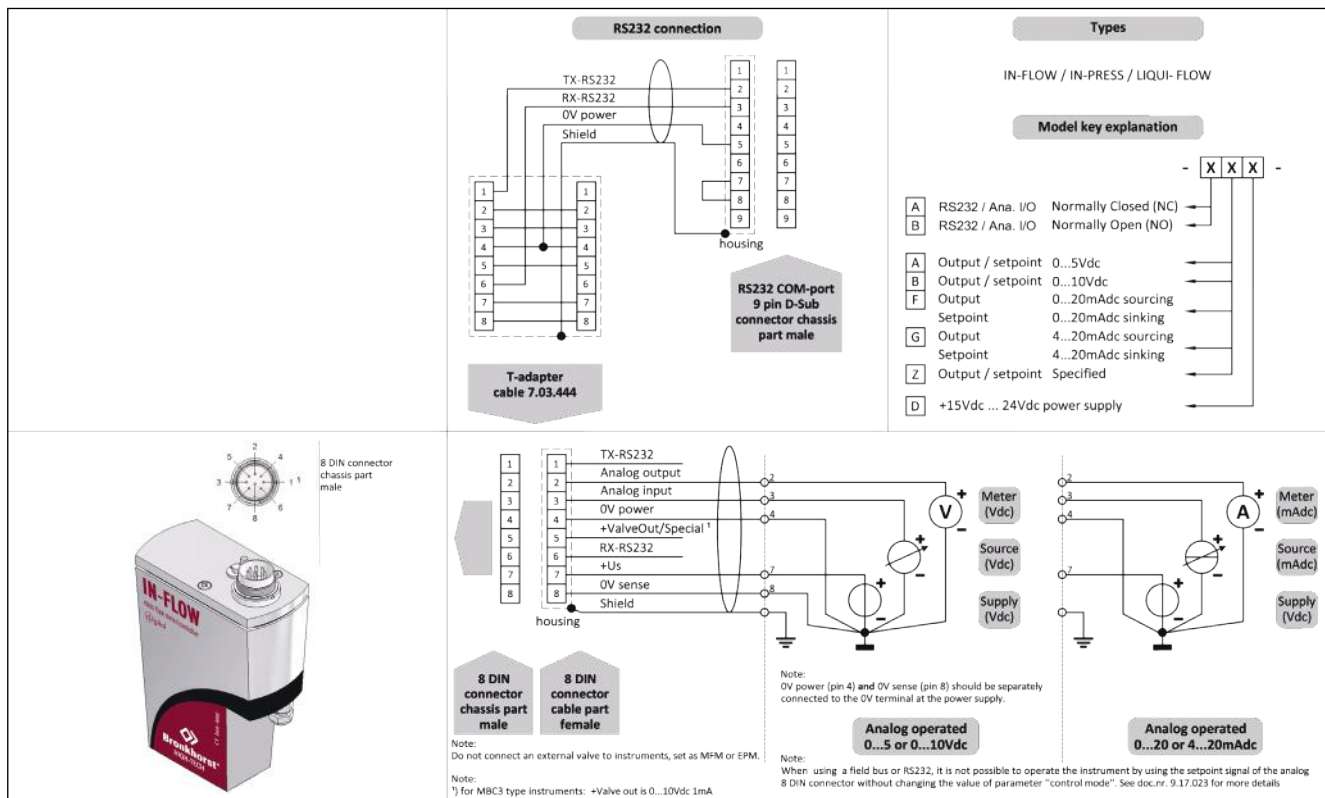 RS232 connection
TX-RS232
RX-RS232
0V power
Shield
1
2
3
4
5
6
7
8
9
1
2
3
4
5
6
7
8
9
housing
1
2
3
4
5
6
7
8
1
2
3
4
5
6
7
8
RS232 COM-port
9 pin D-Sub
connector chassis
part male
T-adapter
cable 7.03.444
Types
IN-FLOW / IN-PRESS / LIQUI- FLOW
Model key explanation
- X X X -
A RS232 / Ana. I/O Normally Closed (NC)
B RS232 / Ana. I/O Normally Open (NO)
A Output / setpoint 0...5Vdc
B Output / setpoint 0...10Vdc
F Output 0...20mAdc sourcing
Setpoint 0...20mAdc sinking
G Output 4...20mAdc sourcing
Setpoint 4...20mAdc sinking
Z Output / setpoint Specified
D +15Vdc ... 24Vdc power supply
2
5 4
3 1 ¹
7 6
8
8 DIN connector
chassis part
male
IN-FLOW
Bronkhorst
HIGH-TECH
1
2
3
4
5
6
7
8
1
2
3
4
5
6
7
8
TX-RS232
Analog output
Analog input
0V power
+ValveOut/Special ¹
RX-RS232
+Us
0V sense
Shield
housing
8 DIN
connector
chassis part
male
8 DIN
connector
cable part
female
Note:
Do not connect an external valve to instruments, set as MFM or EPM.
Note:
¹) for MBC3 type instruments: +Valve out is 0...10Vdc 1mA
2
3
4
7
8
V
+
−
+
−
+
−
Meter
(Vdc)
Source
(Vdc)
Supply
(Vdc)
Note:
0V power (pin 4) and 0V sense (pin 8) should be separately
connected to the 0V terminal at the power supply.
Analog operated
0...5 or 0...10Vdc
2
3
4
7
A
+
−
+
−
+
−
Meter
(mAdc)
Source
(mAdc)
Supply
(Vdc)
Analog operated
0...20 or 4...20mAdc
Note:
When using a field bus or RS232, it is not possible to operate the instrument by using the setpoint signal of the analog
8 DIN connector without changing the value of parameter "control mode". See doc.nr. 9.17.023 for more details